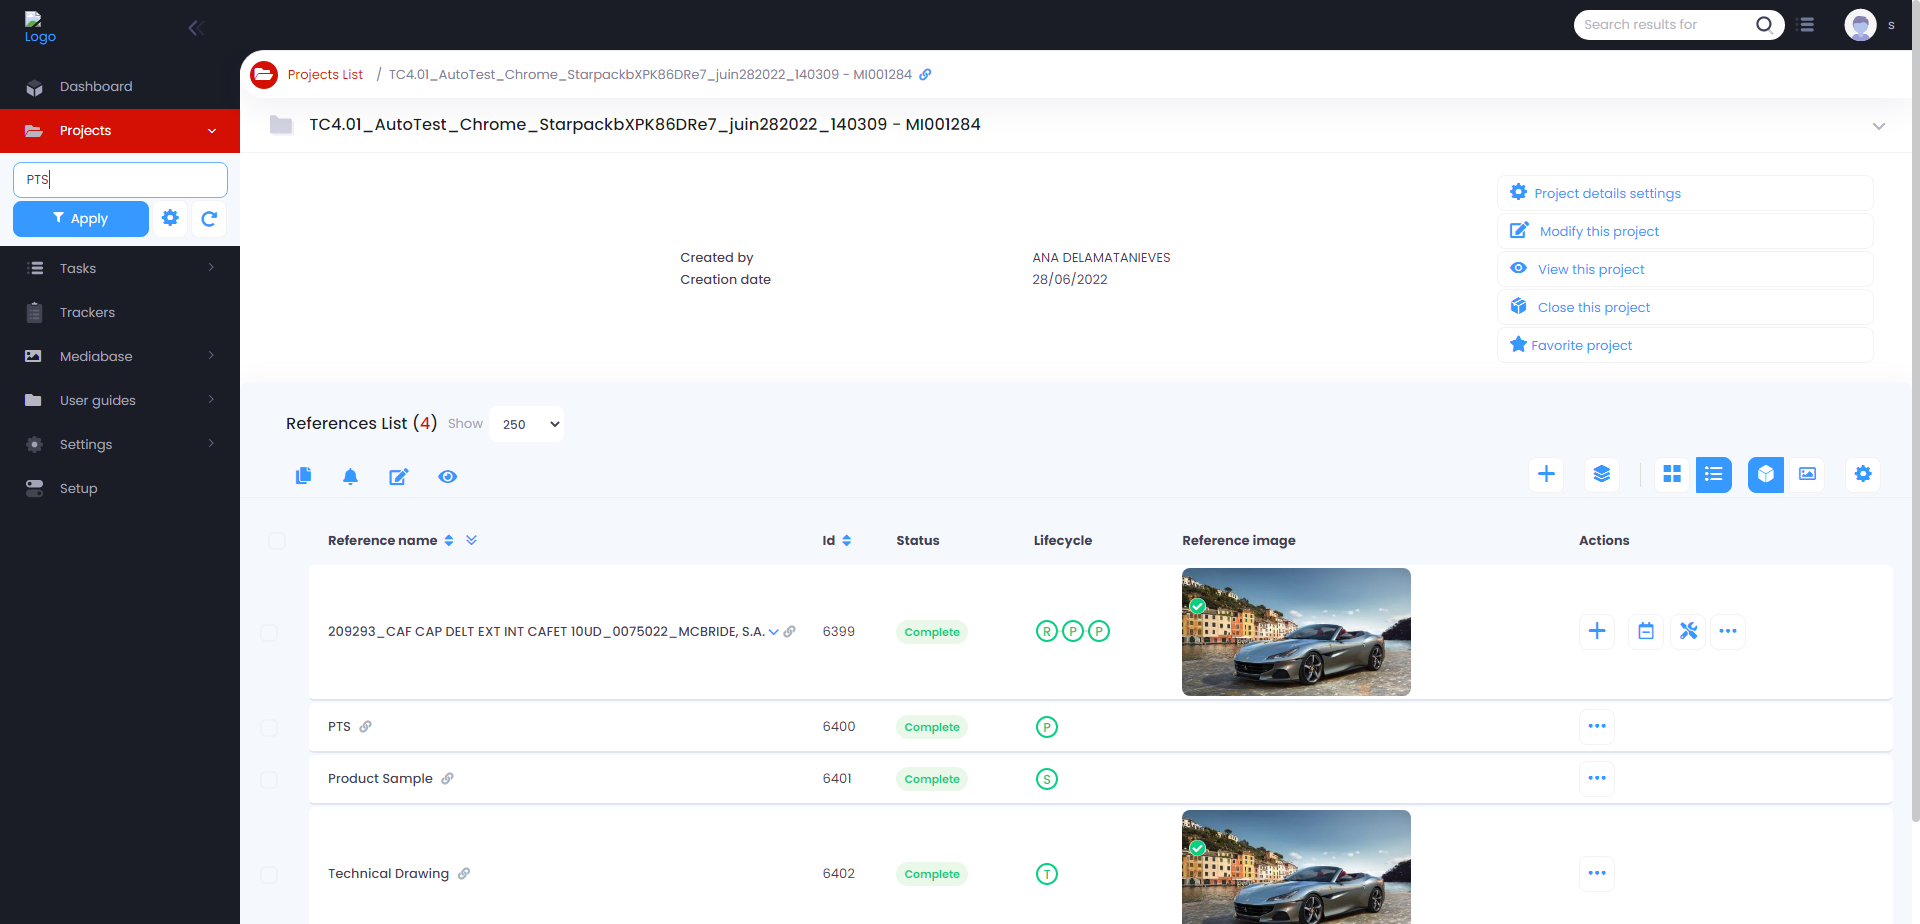 Logo
Search results for
s
Dashboard
Projects
PTS
Apply
Tasks
Trackers
Mediabase
User guides
Settings
Setup
Projects List / TC4.01_AutoTest_Chrome_StarpackbXPK86DRe7_juin282022_140309 - MI001284
TC4.01_AutoTest_Chrome_StarpackbXPK86DRe7_juin282022_140309 - MI001284
Created by ANA DELAMATANIEVES
Creation date 28/06/2022
Project details settings
Modify this project
View this project
Close this project
Favorite project
References List (4) Show 250
Reference name Id Status Lifecycle Reference image Actions
209293_CAF CAP DELT EXT INT CAFET 10UD_0075022_MCBRIDE, S.A. 6399 Complete R P P
PTS 6400 Complete P
Product Sample 6401 Complete S
Technical Drawing 6402 Complete T